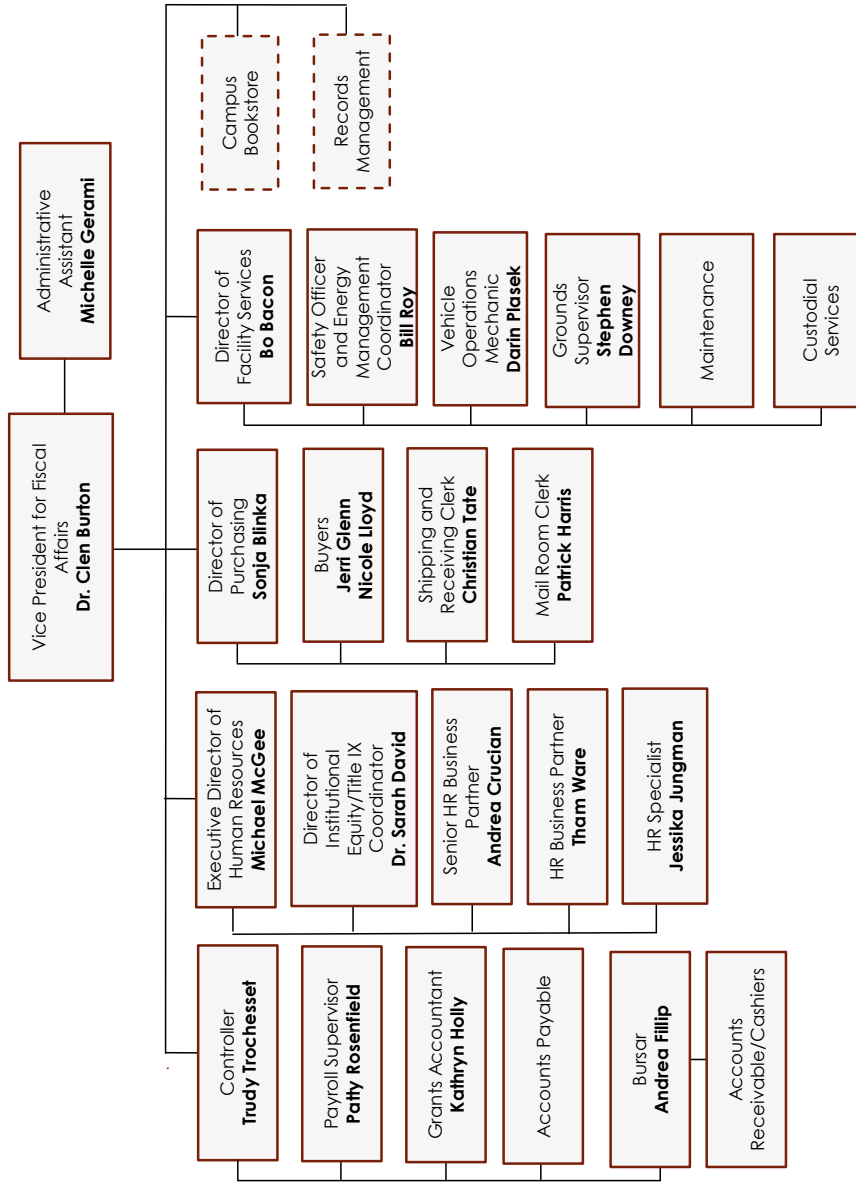 Vice President for Fiscal
Affairs
Dr. Clen Burton
Administrative
Assistant
Michelle Gerami
Controller
Trudy Trochesset
Payroll Supervisor
Patty Rosenfield
Grants Accountant
Kathryn Holly
Accounts Payable
Bursar
Andrea Fillip
Accounts
Receivable/Cashiers
Executive Director of
Human Resources
Michael McGee
Director of
Institutional
Equity/Title IX
Coordinator
Dr. Sarah David
Senior HR Business
Partner
Andrea Crucian
HR Business Partner
Tham Ware
HR Specialist
Jessika Jungman
Director of
Purchasing
Sonja Blinka
Buyers
Jerri Glenn
Nicole Lloyd
Shipping and
Receiving Clerk
Christian Tate
Mail Room Clerk
Patrick Harris
Director of
Facility Services
Bo Bacon
Safety Officer
and Energy
Management
Coordinator
Bill Roy
Vehicle
Operations
Mechanic
Darin Plasek
Grounds
Supervisor
Stephen
Downey
Maintenance
Custodial
Services
Campus
Bookstore
Records
Management